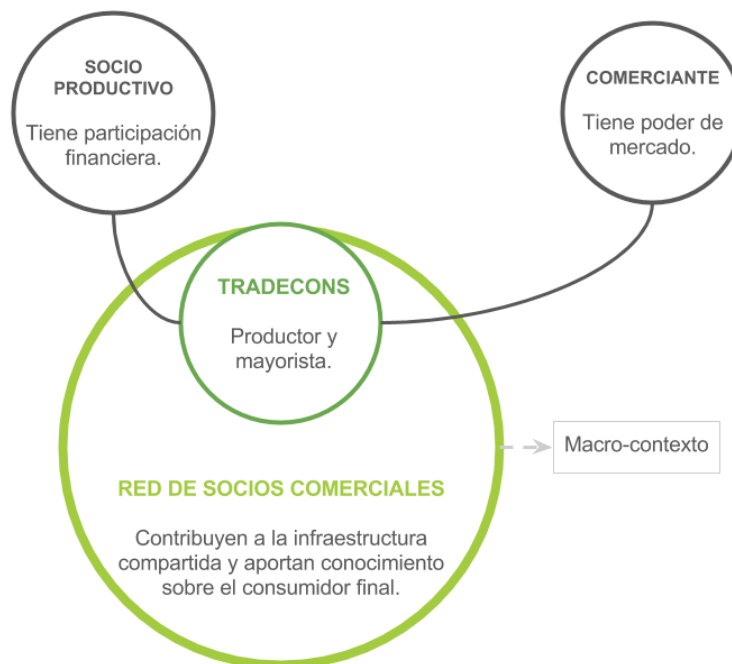 SOCIO
PRODUCTIVO
Tiene participación
financiera.
COMERCIANTE
Tiene poder de
mercado.
TRADECONS
Productor y
mayorista.
Macro-contexto
RED DE SOCIOS COMERCIALES
Contribuyen a la infraestructura
compartida y aportan conocimiento
sobre el consumidor final.